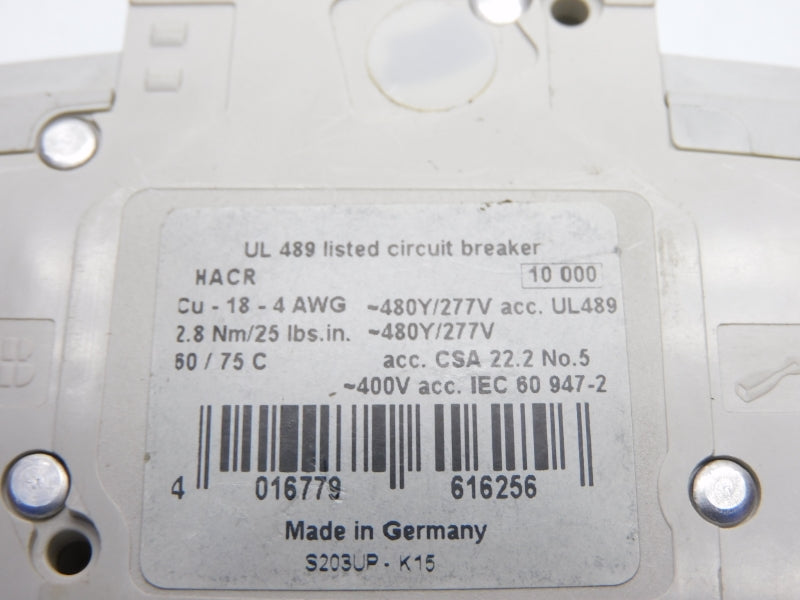 UL 489 listed circuit breaker
HACR 10 000
Cu - 18 - 4 AWG ~480Y/277V acc. UL489
2.8 Nm/25 lbs.in. ~480Y/277V
60 / 75 C acc. CSA 22.2 No.5
~400V acc. IEC 60 947-2
4 016779 616256
Made in Germany
S203UP - K15